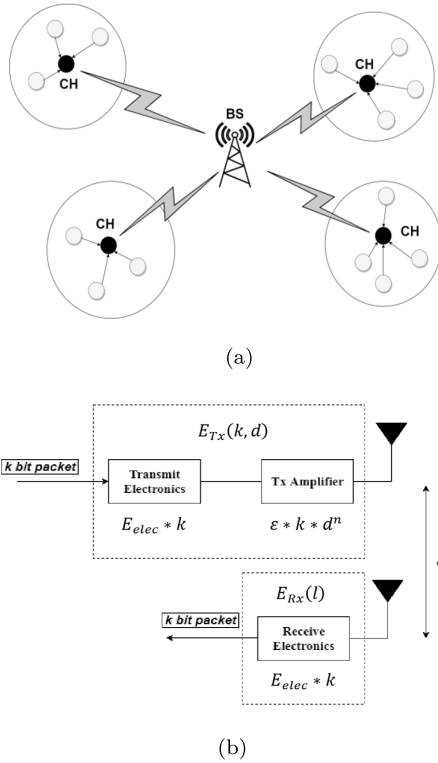 CH
CH
BS
CH
CH
(a)
E_{Tx}(k, d)
k bit packet
Transmit
Electronics
Tx Amplifier
E_{elec} * k
ε * k * d^n
E_{Rx}(l)
k bit packet
Receive
Electronics
E_{elec} * k
(b)